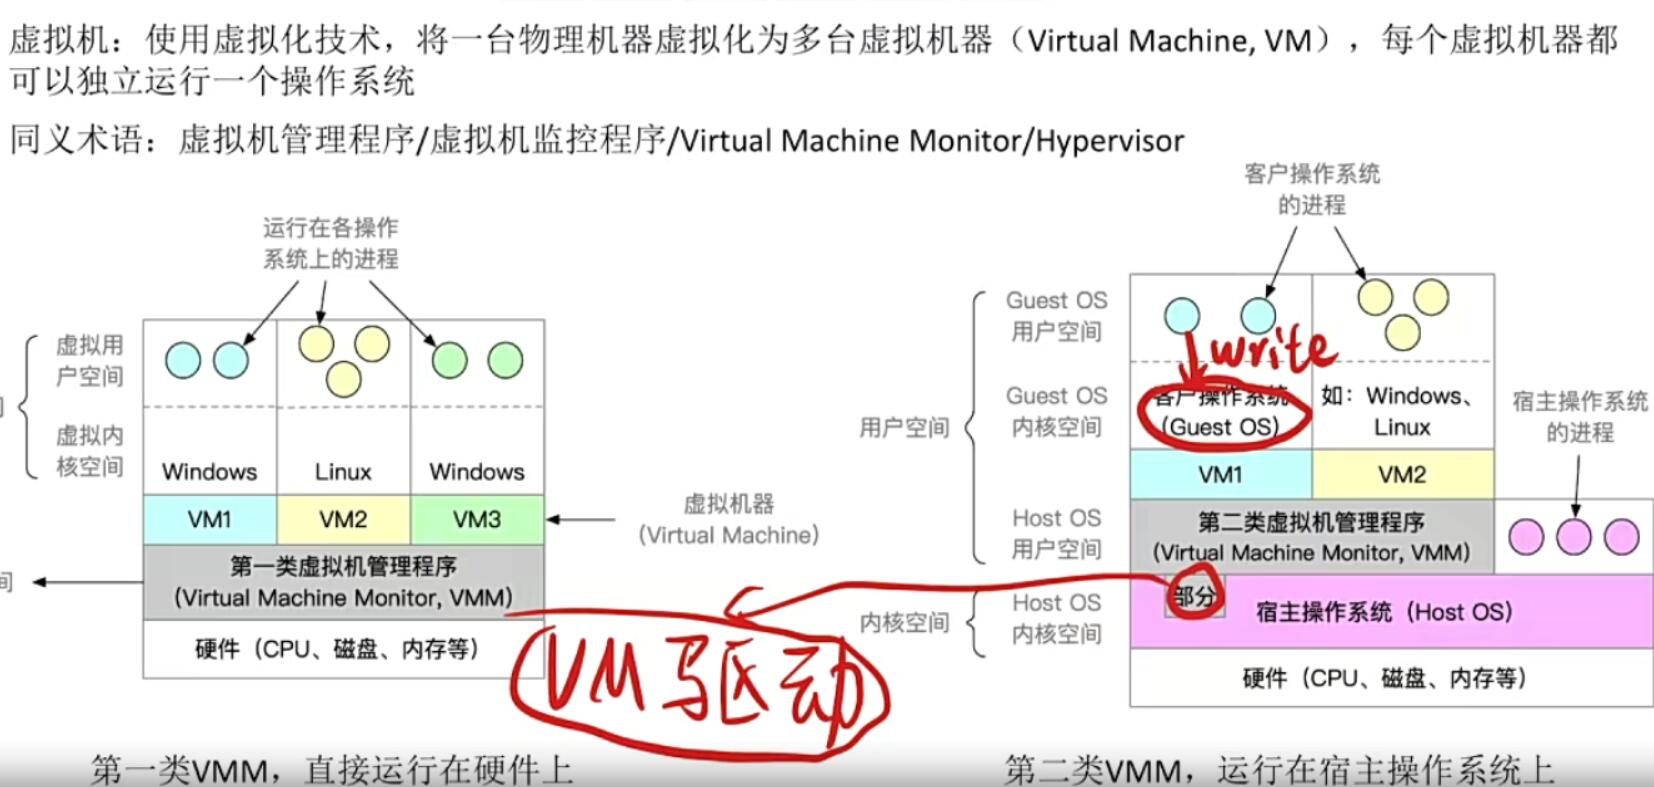 虚拟机：使用虚拟化技术，将一台物理机器虚拟化为多台虚拟机器（Virtual Machine, VM），每个虚拟机器都
可以独立运行一个操作系统
同义术语：虚拟机管理程序/虚拟机监控程序/Virtual Machine Monitor/Hypervisor
运行在各操作
系统上的进程
虚拟用
户空间
虚拟内
核空间
Windows
Linux
Windows
VM1
VM2
VM3
虚拟机器
（Virtual Machine）
第一类虚拟机管理程序
（Virtual Machine Monitor, VMM）
间
硬件（CPU、磁盘、内存等）
VM驱动
第一类VMM，直接运行在硬件上
客户操作系统
的进程
Guest OS
用户空间
write
Guest OS
内核空间
用户空间
客户操作系统
（Guest OS）
如：Windows、
Linux
宿主操作系统
的进程
VM1
VM2
Host OS
用户空间
第二类虚拟机管理程序
（Virtual Machine Monitor, VMM）
内核空间
Host OS
内核空间
部分
宿主操作系统（Host OS）
硬件（CPU、磁盘、内存等）
第二类VMM，运行在宿主操作系统上